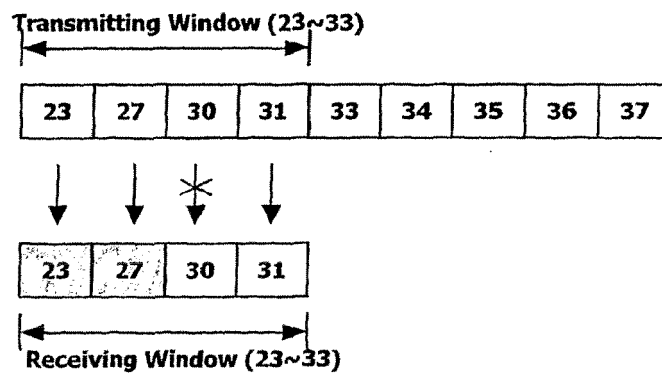 Transmitting Window (23~33)
23 27 30 31 33 34 35 36 37
23 27 30 31
Receiving Window (23~33)